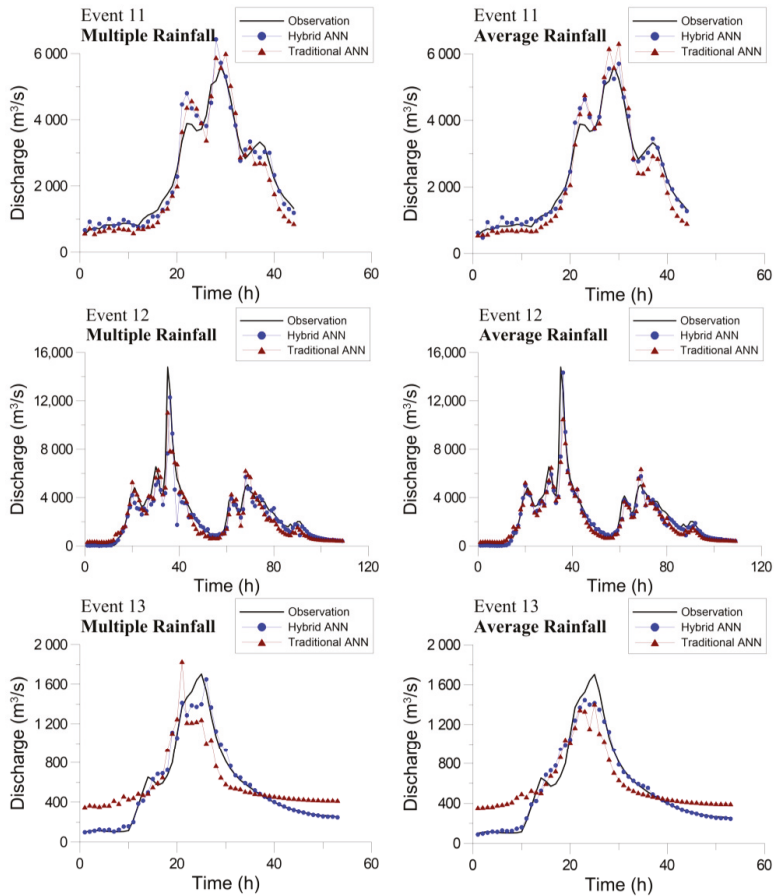 Event 11
Multiple Rainfall
Observation
Hybrid ANN
Traditional ANN
6 000
4 000
2 000
0
Discharge (m³/s)
0 20 40 60
Time (h)
Event 11
Average Rainfall
Observation
Hybrid ANN
Traditional ANN
6 000
4 000
2 000
0
Discharge (m³/s)
0 20 40 60
Time (h)
Event 12
Multiple Rainfall
Observation
Hybrid ANN
Traditional ANN
16,000
12,000
8 000
4 000
0
Discharge (m³/s)
0 40 80 120
Time (h)
Event 12
Average Rainfall
Observation
Hybrid ANN
Traditional ANN
16,000
12,000
8 000
4 000
0
Discharge (m³/s)
0 40 80 120
Time (h)
Event 13
Multiple Rainfall
Observation
Hybrid ANN
Traditional ANN
2 000
1 600
1200
800
400
0
Discharge (m³/s)
0 20 40 60
Time (h)
Event 13
Average Rainfall
Observation
Hybrid ANN
Traditional ANN
2 000
1 600
1200
800
400
0
Discharge (m³/s)
0 20 40 60
Time (h)